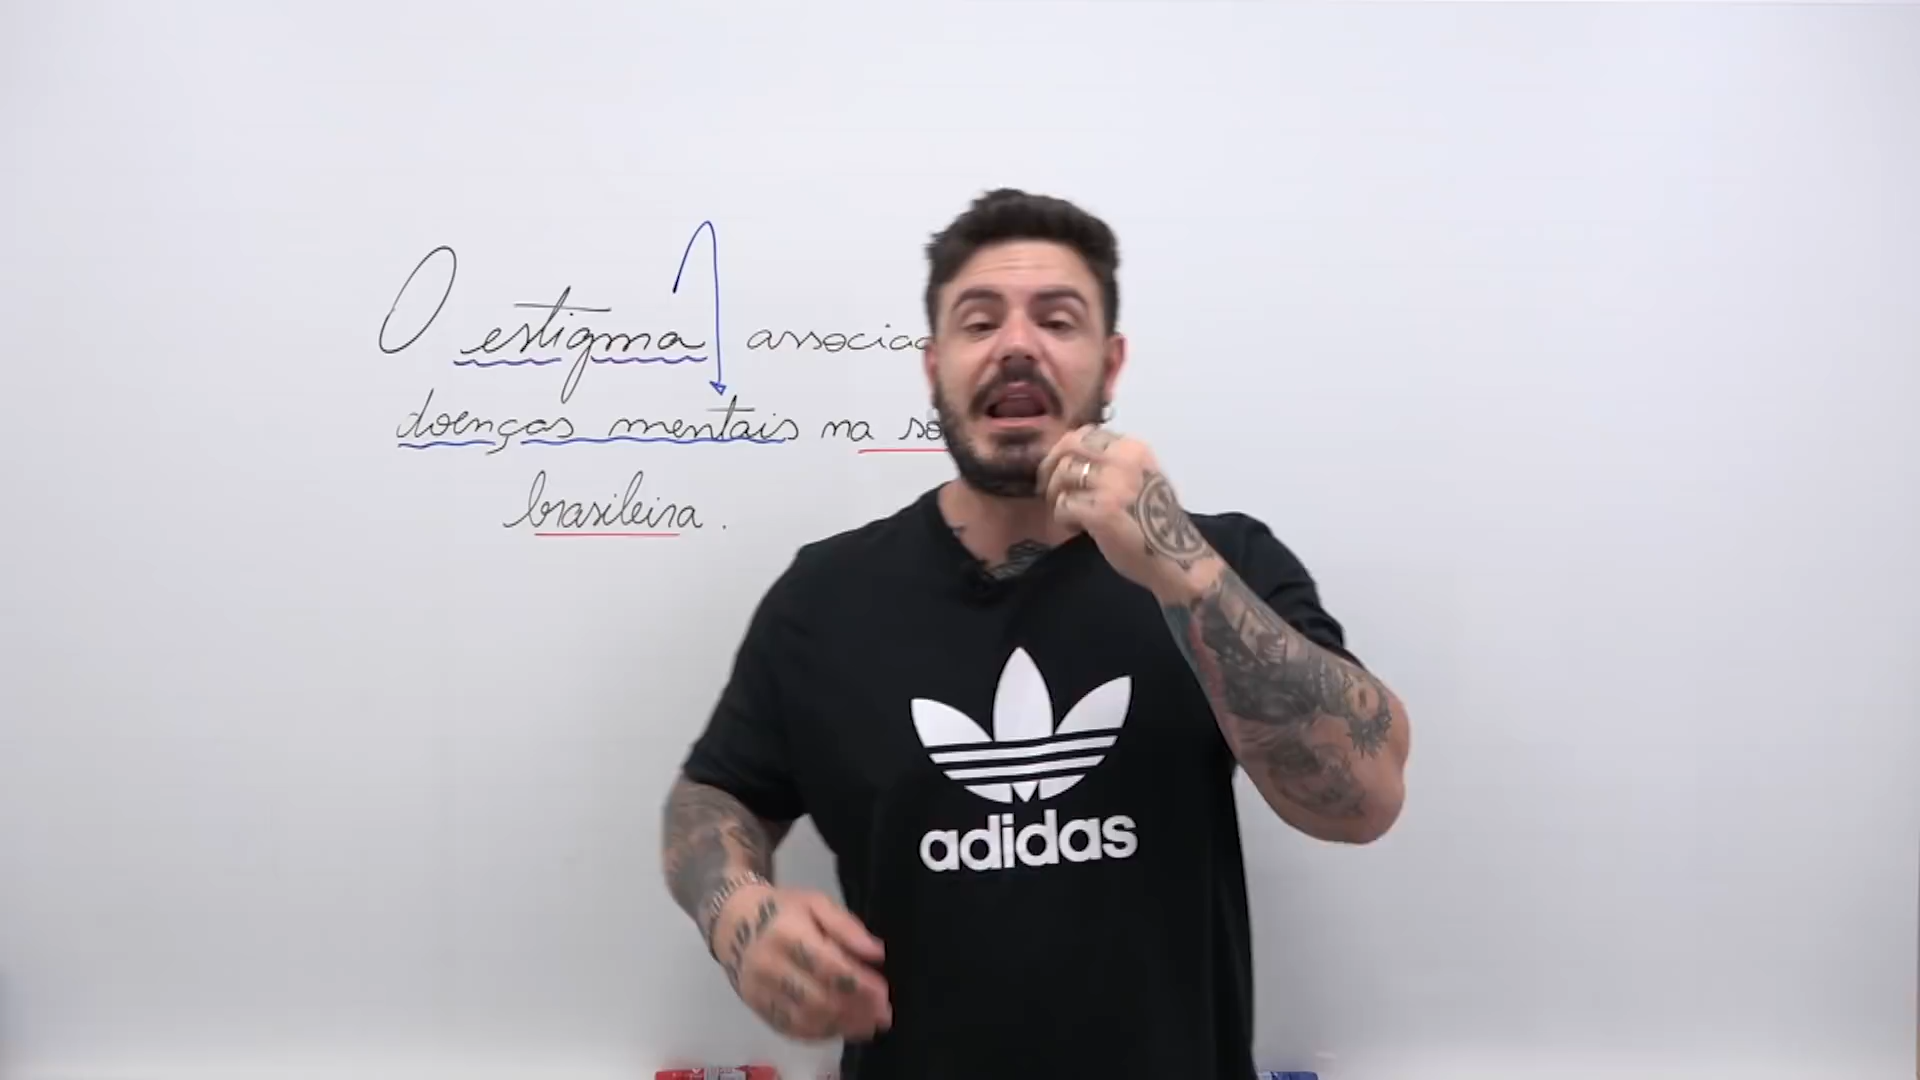 O estigma associad
doenças mentais na so
brasileira.
adidas